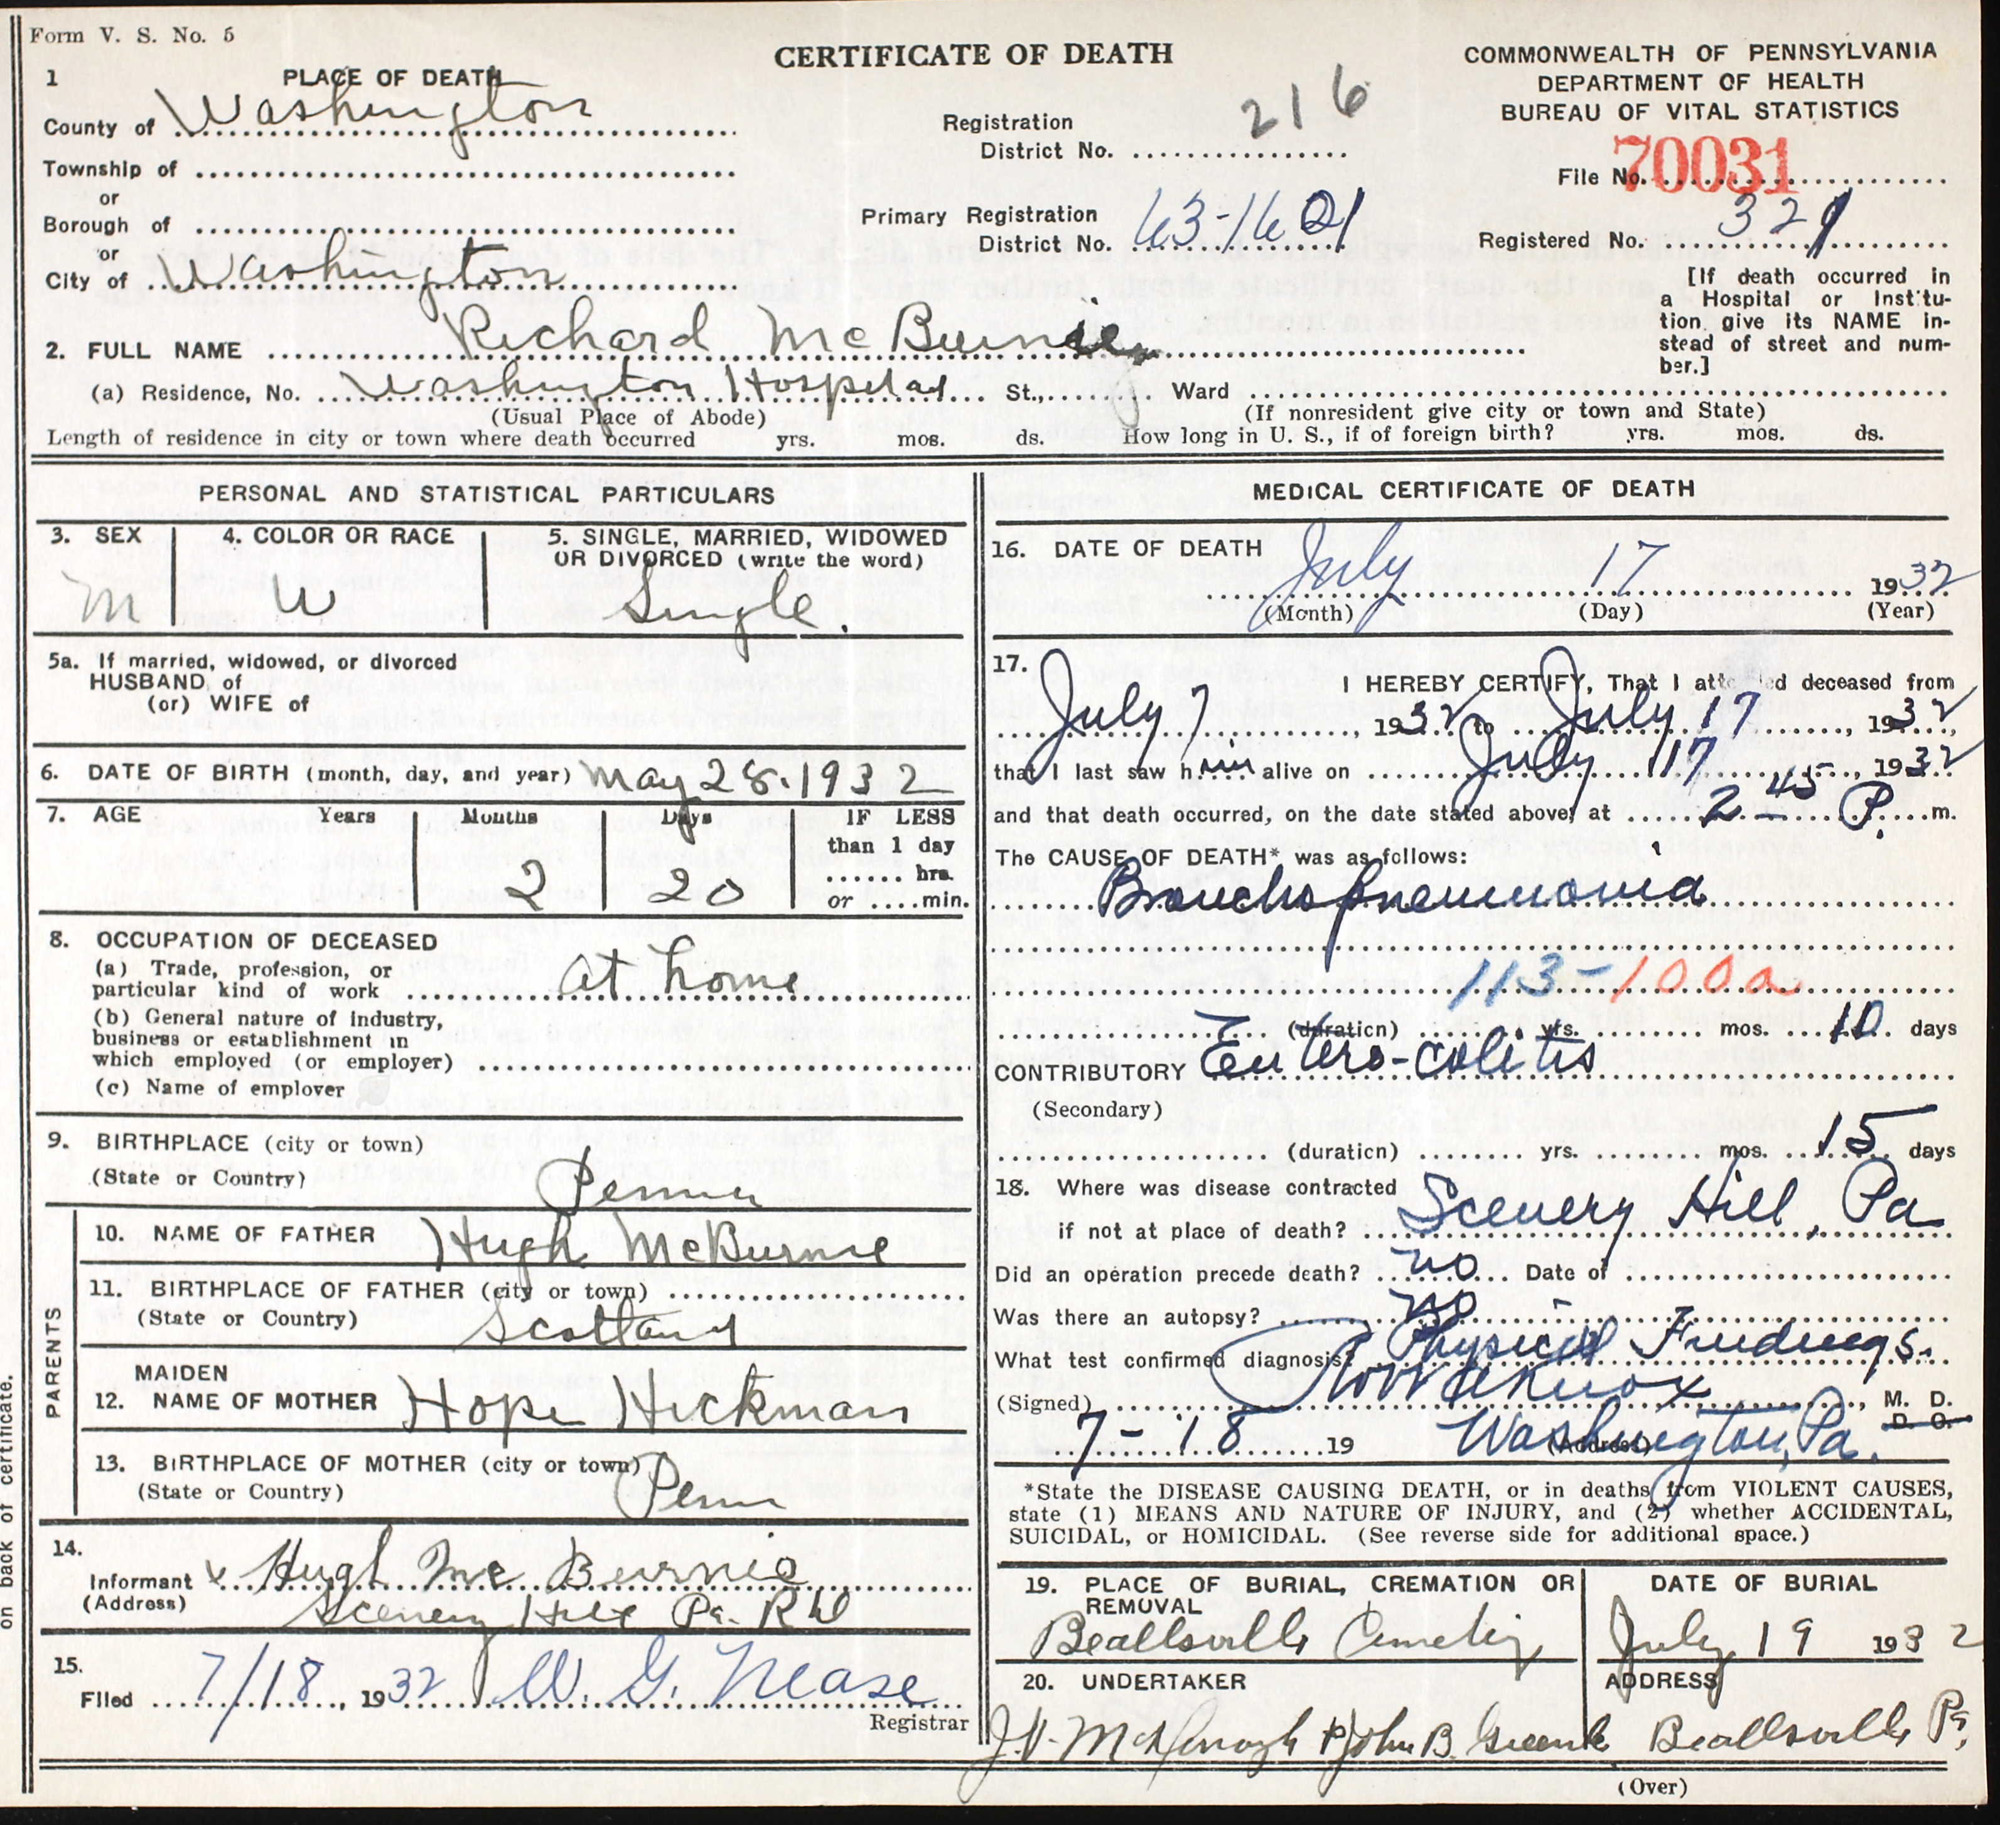 Form V. S. No. 5
CERTIFICATE OF DEATH
COMMONWEALTH OF PENNSYLVANIA
DEPARTMENT OF HEALTH
BUREAU OF VITAL STATISTICS
1 PLACE OF DEATH
County of Washington
Township of
or
Borough of
or
City of Washington
Registration
District No. 216
Primary Registration
District No. 63-1621
File No. 70031
Registered No. 321
[If death occurred in
a Hospital or Institu-
tion give its NAME in-
stead of street and num-
ber.]
2. FULL NAME Richard McBurnie
(a) Residence, No. Washington Hospital St., Ward
(Usual Place of Abode) (If nonresident give city or town and State)
Length of residence in city or town where death occurred yrs. mos. ds. How long in U. S., if of foreign birth? yrs. mos. ds.
PERSONAL AND STATISTICAL PARTICULARS
3. SEX 4. COLOR OR RACE 5. SINGLE, MARRIED, WIDOWED
OR DIVORCED (write the word)
M W Single.
5a. If married, widowed, or divorced
HUSBAND of
(or) WIFE of
6. DATE OF BIRTH (month, day, and year) May 28-1932
7. AGE Years Months Days IF LESS
than 1 day
...... hrs.
or ....min.
2 20
8. OCCUPATION OF DECEASED
(a) Trade, profession, or
particular kind of work at home
(b) General nature of industry,
business or establishment in
which employed (or employer)
(c) Name of employer
9. BIRTHPLACE (city or town)
(State or Country) Penna
PARENTS
10. NAME OF FATHER Hugh McBurnie
11. BIRTHPLACE OF FATHER (city or town)
(State or Country) Scotland
MAIDEN
12. NAME OF MOTHER Hope Hickman
13. BIRTHPLACE OF MOTHER (city or town)
(State or Country) Penn
14.
Informant x Hugh Mc Burnie
(Address) Scenery Hill Pa. RD
15.
Filed 7/18, 1932 W. G. Nease
Registrar
on back of certificate.
MEDICAL CERTIFICATE OF DEATH
16. DATE OF DEATH July 17 1932
(Month) (Day) (Year)
17. I HEREBY CERTIFY, That I attended deceased from
July 7, 1932 to July 17, 1932
that I last saw him alive on July 17, 1932
and that death occurred, on the date stated above, at 2 45 P. m.
The CAUSE OF DEATH* was as follows:
Bronchopneumonia
113-100a
(duration) yrs. mos. 10 days
CONTRIBUTORY Entero-colitis
(Secondary)
(duration) yrs. mos. 15 days
18. Where was disease contracted
if not at place of death? Scenery Hill, Pa
Did an operation precede death? no Date of
Was there an autopsy? no
What test confirmed diagnosis? Physical Findings.
(Signed) Knox, M. D.
D. O.
7-18 19 (Address) Washington, Pa.
*State the DISEASE CAUSING DEATH, or in deaths from VIOLENT CAUSES,
state (1) MEANS AND NATURE OF INJURY, and (2) whether ACCIDENTAL,
SUICIDAL, or HOMICIDAL. (See reverse side for additional space.)
19. PLACE OF BURIAL, CREMATION OR
REMOVAL
Beallsville Cemetery
DATE OF BURIAL
July 19 1932
20. UNDERTAKER ADDRESS
John B. Beallsville Pa.
(Over)